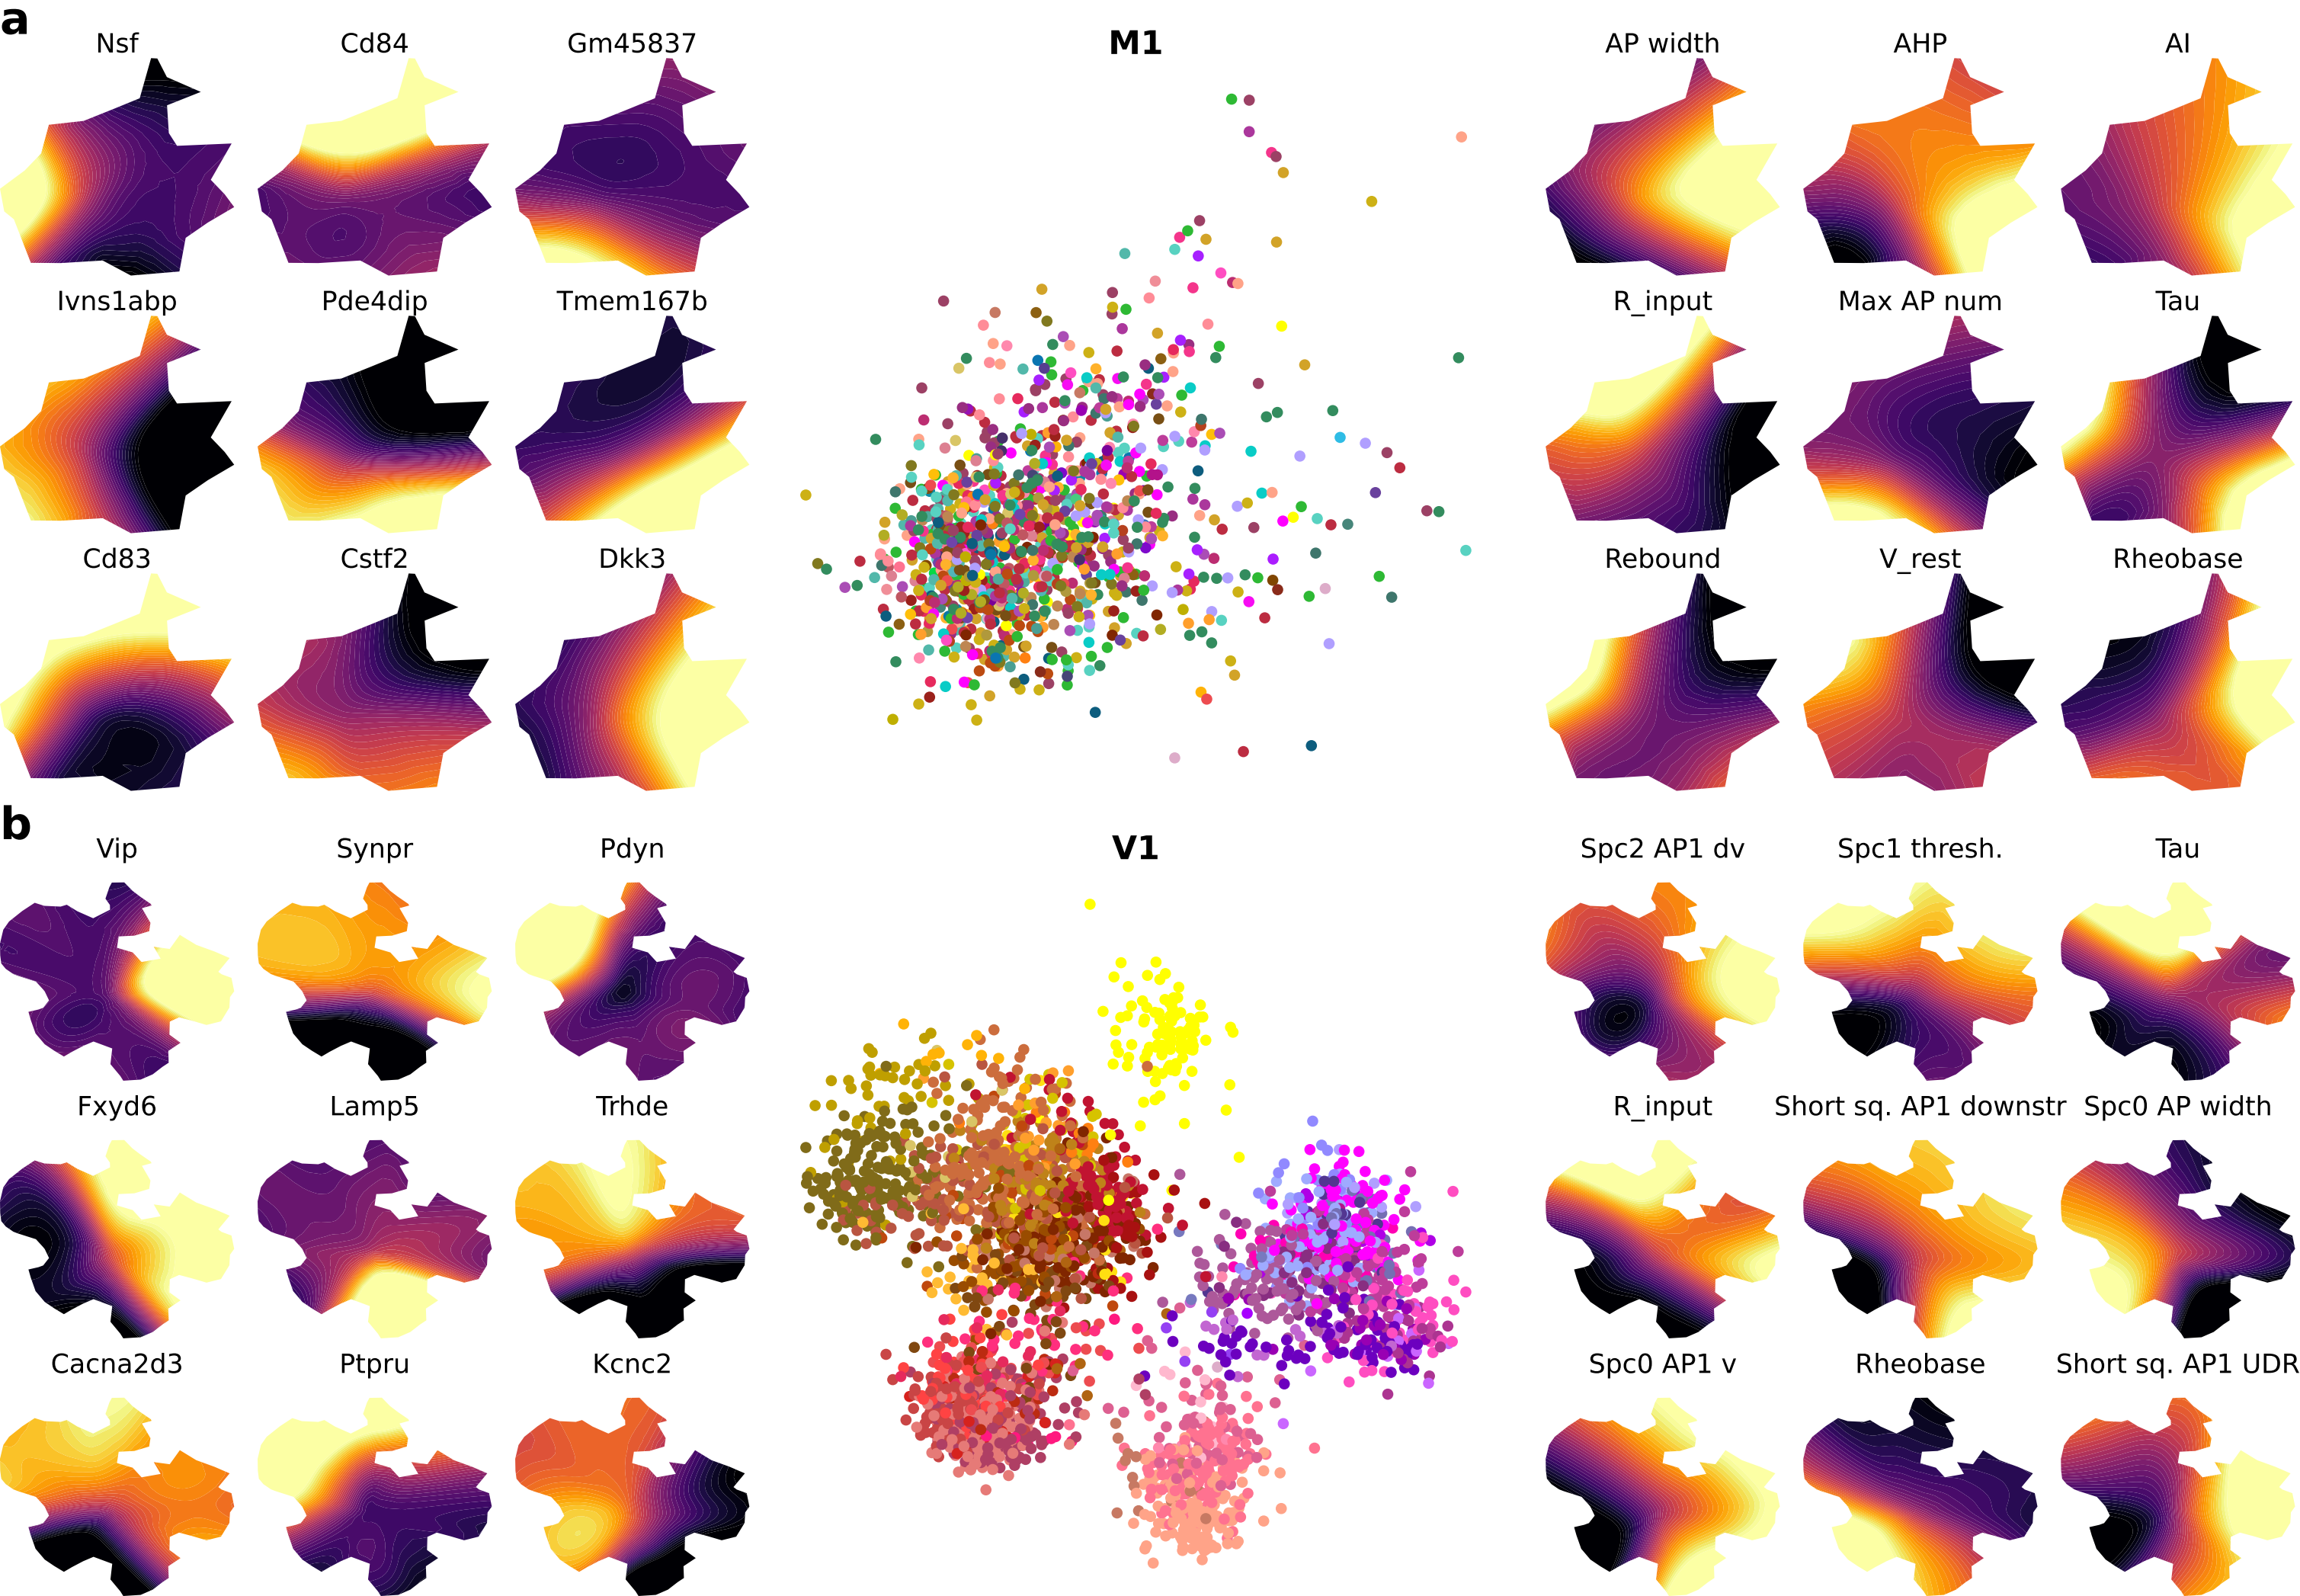 a
Nsf Cd84 Gm45837 M1 AP width AHP AI
Ivns1abp Pde4dip Tmem167b R_input Max AP num Tau
Cd83 Cstf2 Dkk3 Rebound V_rest Rheobase
b
Vip Synpr Pdyn V1 Spc2 AP1 dv Spc1 thresh. Tau
Fxyd6 Lamp5 Trhde R_input Short sq. AP1 downstr Spc0 AP width
Cacna2d3 Ptpru Kcnc2 Spc0 AP1 v Rheobase Short sq. AP1 UDR